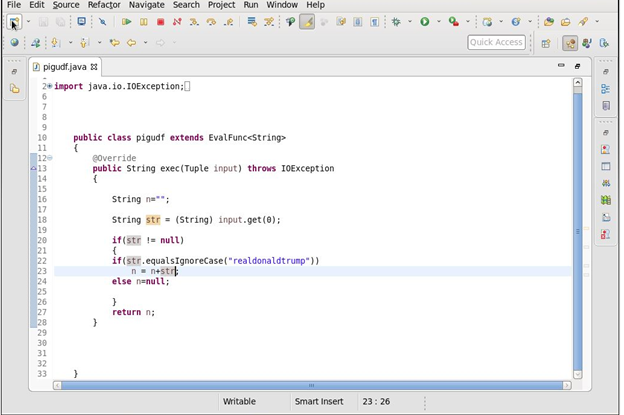 File Edit Source Refactor Navigate Search Project Run Window Help
Quick Access
pigudf.java
2 import java.io.IOException;
6
7
8
9
10 public class pigudf extends EvalFunc<String>
11 {
12 @Override
13 public String exec(Tuple input) throws IOException
14 {
15
16 String n="";
17
18 String str = (String) input.get(0);
19
20 if(str != null)
21 {
22 if(str.equalsIgnoreCase("realdonaldtrump"))
23 n = n+str;
24 else n=null;
25
26 }
27 return n;
28 }
29
30
31
32
33 }
Writable Smart Insert 23 : 26